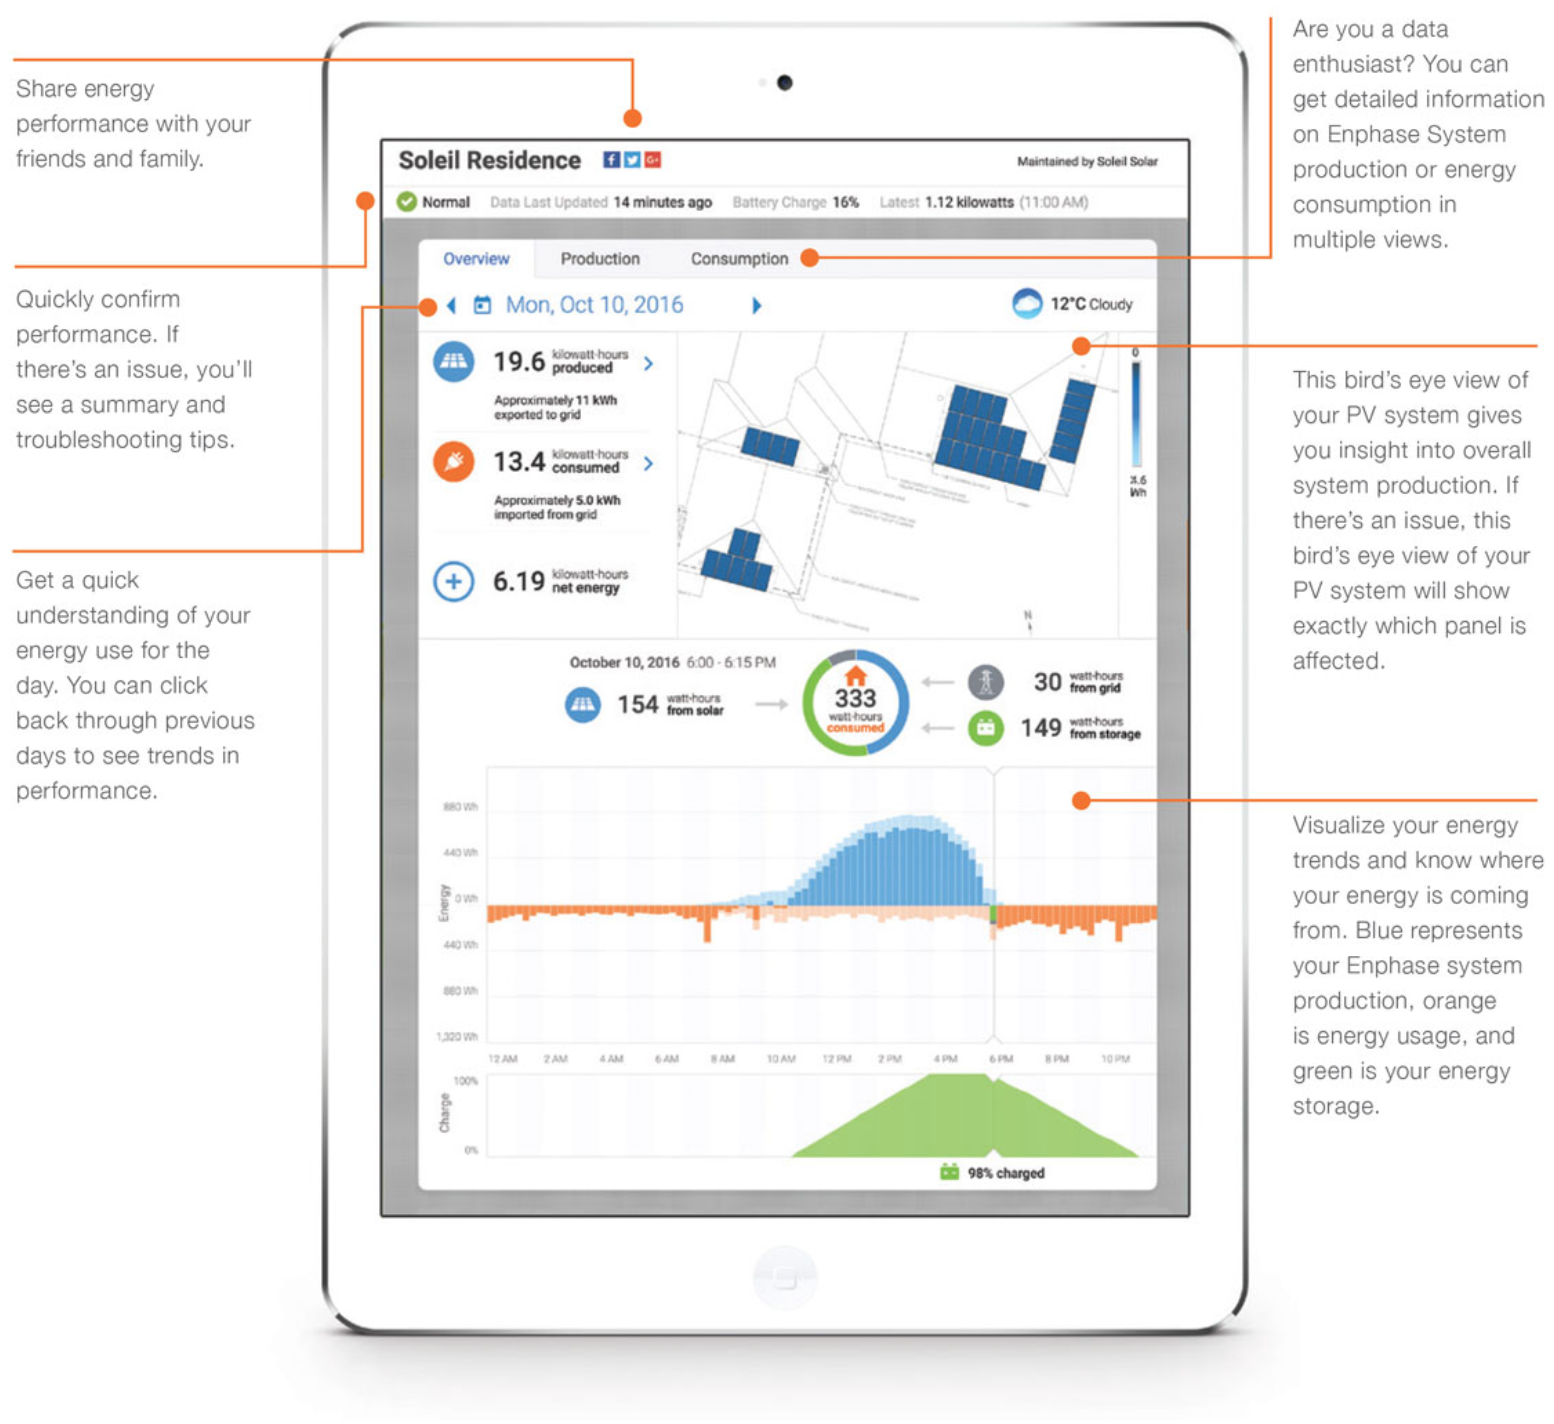 Share energy
performance with your
friends and family.
Quickly confirm
performance. If
there's an issue, you'll
see a summary and
troubleshooting tips.
Get a quick
understanding of your
energy use for the
day. You can click
back through previous
days to see trends in
performance.
Soleil Residence
f
G+
Maintained by Soleil Solar
Normal Data Last Updated 14 minutes ago Battery Charge 16% Latest 1.12 kilowatts (11:00 AM)
Overview Production Consumption
Mon, Oct 10, 2016
12°C Cloudy
19.6 kilowatt-hours produced
Approximately 11 kWh
exported to grid
13.4 kilowatt-hours consumed
Approximately 5.0 kWh
imported from grid
6.19 kilowatt-hours net energy
0
Wh
N
October 10, 2016 6:00 - 6:15 PM
154 watt-hours from solar
333
watt-hours
consumed
30 watt-hours from grid
149 watt-hours from storage
880 Wh
440 Wh
0 Wh
440 Wh
880 Wh
1,320 Wh
Energy
12 AM 2 AM 4 AM 6 AM 8 AM 10 AM 12 PM 2 PM 4 PM 6 PM 8 PM 10 PM
100%
0%
Charge
98% charged
Are you a data
enthusiast? You can
get detailed information
on Enphase System
production or energy
consumption in
multiple views.
This bird's eye view of
your PV system gives
you insight into overall
system production. If
there's an issue, this
bird's eye view of your
PV system will show
exactly which panel is
affected.
Visualize your energy
trends and know where
your energy is coming
from. Blue represents
your Enphase system
production, orange
is energy usage, and
green is your energy
storage.